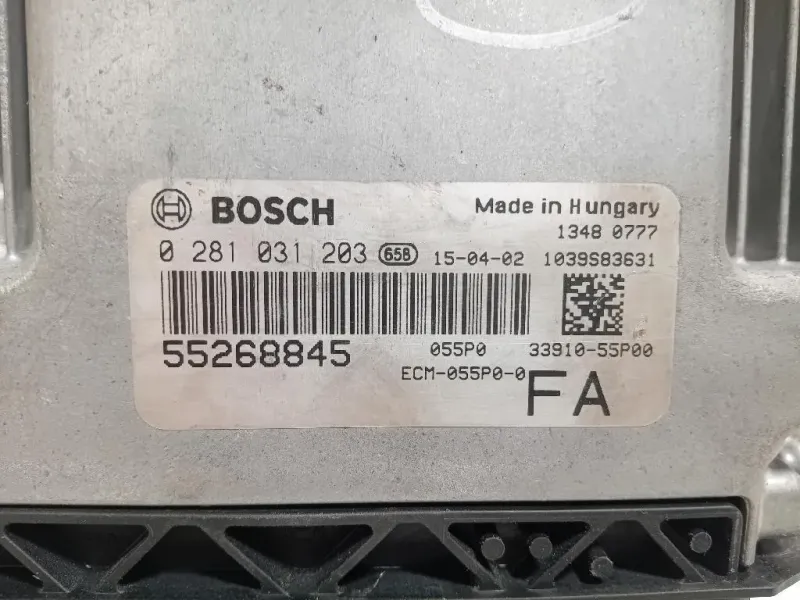 BOSCH
Made in Hungary
1348 0777
0 281 031 203 658 15-04-02 1039S83631
55268845
055P0 33910-55P00
ECM-055P0-0
FA